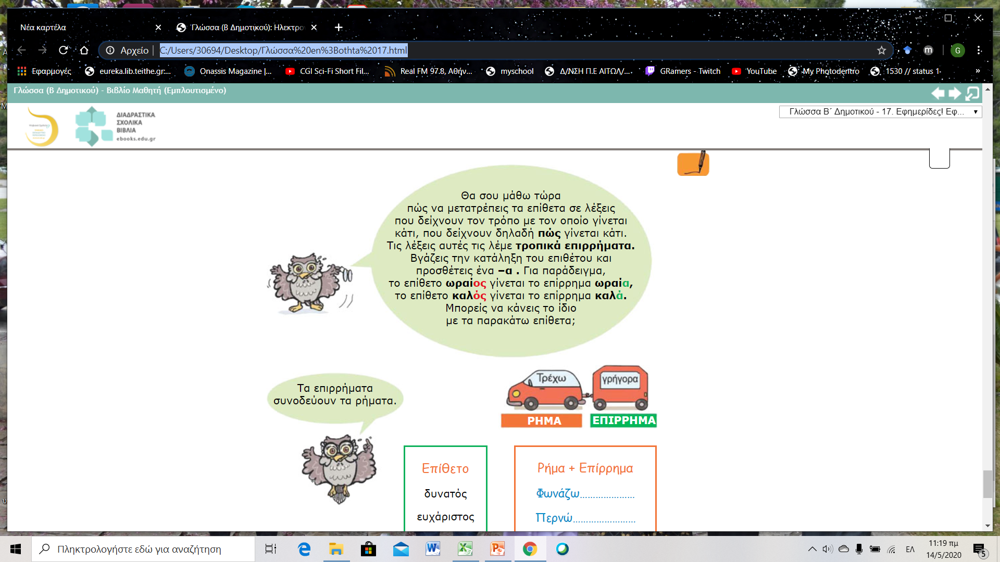 Νέα καρτέλα
Γλώσσα (Β Δημοτικού): Ηλεκτρο
Αρχείο | C:/Users/30694/Desktop/Γλώσσα%20en%3Bothta%2017.html
m
G
Εφαρμογές
eureka.lib.teithe.gr:...
Onassis Magazine |...
CGI Sci-Fi Short Fil...
Real FM 97.8, Αθήν...
myschool
Δ/ΝΣΗ Π.Ε ΑΙΤΩΛ/...
GRamers - Twitch
YouTube
My Photodentro
1530 // status 1
»
Γλώσσα (Β Δημοτικού) - Βιβλίο Μαθητή (Εμπλουτισμένο)
ΔΙΑΔΡΑΣΤΙΚΑ
ΣΧΟΛΙΚΑ
ΒΙΒΛΙΑ
ebooks.edu.gr
Γλώσσα Β΄ Δημοτικού - 17. Εφημερίδες! Εφ...
Θα σου μάθω τώρα
πώς να μετατρέπεις τα επίθετα σε λέξεις
που δείχνουν τον τρόπο με τον οποίο γίνεται
κάτι, που δείχνουν δηλαδή πώς γίνεται κάτι.
Τις λέξεις αυτές τις λέμε τροπικά επιρρήματα.
Βγάζεις την κατάληξη του επιθέτου και
προσθέτεις ένα –α . Για παράδειγμα,
το επίθετο ωραίος γίνεται το επίρρημα ωραία,
το επίθετο καλός γίνεται το επίρρημα καλά.
Μπορείς να κάνεις το ίδιο
με τα παρακάτω επίθετα;
Τρέχω
γρήγορα
ΡΗΜΑ
ΕΠΙΡΡΗΜΑ
Τα επιρρήματα
συνοδεύουν τα ρήματα.
Επίθετο
δυνατός
ευχάριστος
Ρήμα + Επίρρημα
Φωνάζω.....................
Περνώ........................
Πληκτρολογήστε εδώ για αναζήτηση
ΕΛ
11:19 πμ
14/5/2020
5